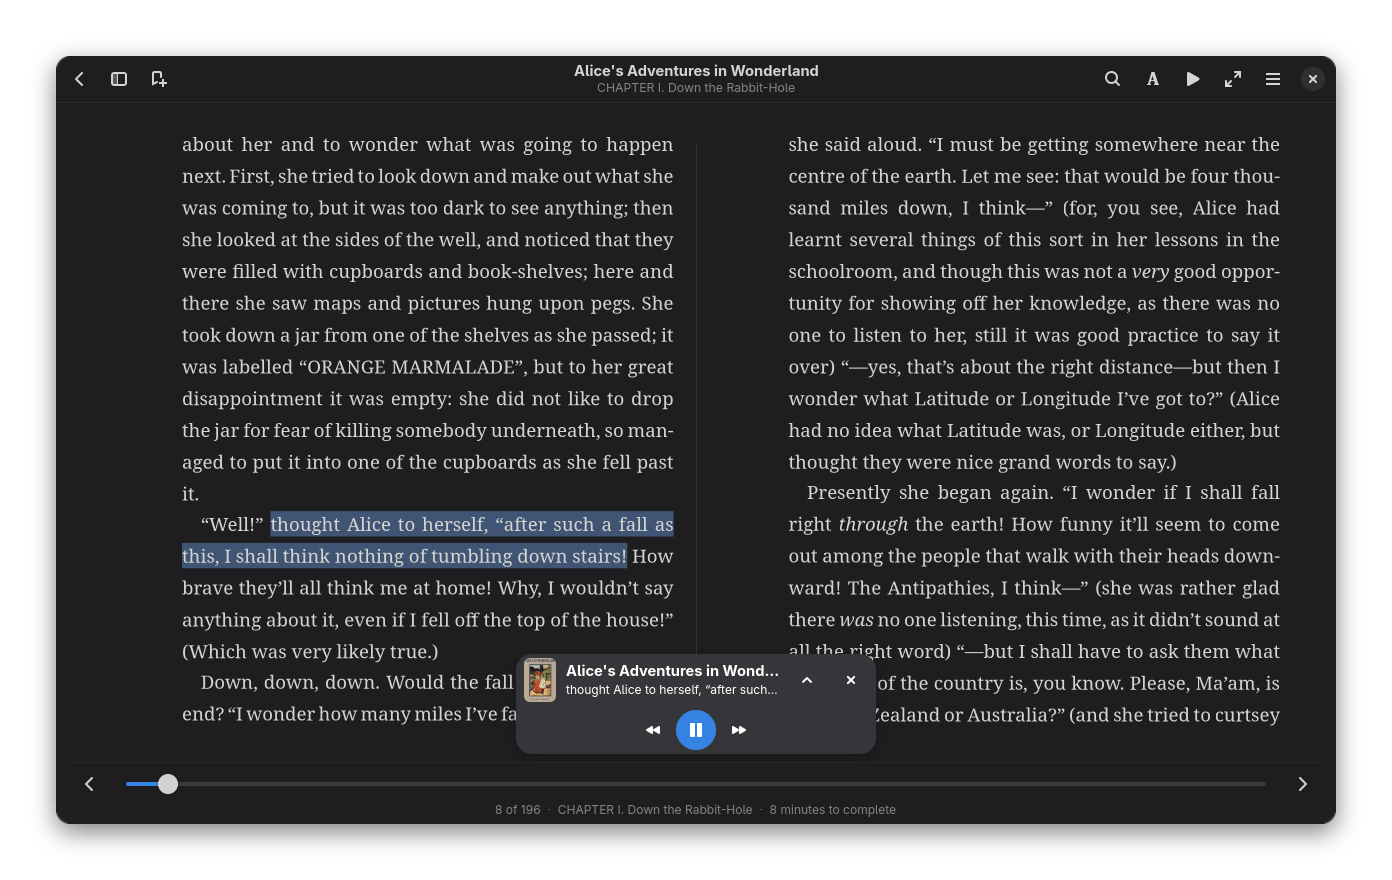 Alice's Adventures in Wonderland
CHAPTER I. Down the Rabbit-Hole
about her and to wonder what was going to happen
next. First, she tried to look down and make out what she
was coming to, but it was too dark to see anything; then
she looked at the sides of the well, and noticed that they
were filled with cupboards and book-shelves; here and
there she saw maps and pictures hung upon pegs. She
took down a jar from one of the shelves as she passed; it
was labelled “ORANGE MARMALADE”, but to her great
disappointment it was empty: she did not like to drop
the jar for fear of killing somebody underneath, so man-
aged to put it into one of the cupboards as she fell past
it.
“Well!” thought Alice to herself, “after such a fall as
this, I shall think nothing of tumbling down stairs! How
brave they’ll all think me at home! Why, I wouldn’t say
anything about it, even if I fell off the top of the house!”
(Which was very likely true.)
Down, down, down. Would the fall
end? “I wonder how many miles I’ve fa
she said aloud. “I must be getting somewhere near the
centre of the earth. Let me see: that would be four thou-
sand miles down, I think—” (for, you see, Alice had
learnt several things of this sort in her lessons in the
schoolroom, and though this was not a very good oppor-
tunity for showing off her knowledge, as there was no
one to listen to her, still it was good practice to say it
over) “—yes, that’s about the right distance—but then I
wonder what Latitude or Longitude I’ve got to?” (Alice
had no idea what Latitude was, or Longitude either, but
thought they were nice grand words to say.)
Presently she began again. “I wonder if I shall fall
right through the earth! How funny it’ll seem to come
out among the people that walk with their heads down-
ward! The Antipathies, I think—” (she was rather glad
there was no one listening, this time, as it didn’t sound at
all the right word) “—but I shall have to ask them what
of the country is, you know. Please, Ma’am, is
Zealand or Australia?” (and she tried to curtsey
Alice's Adventures in Wond…
thought Alice to herself, “after such…
8 of 196 · CHAPTER I. Down the Rabbit-Hole · 8 minutes to complete